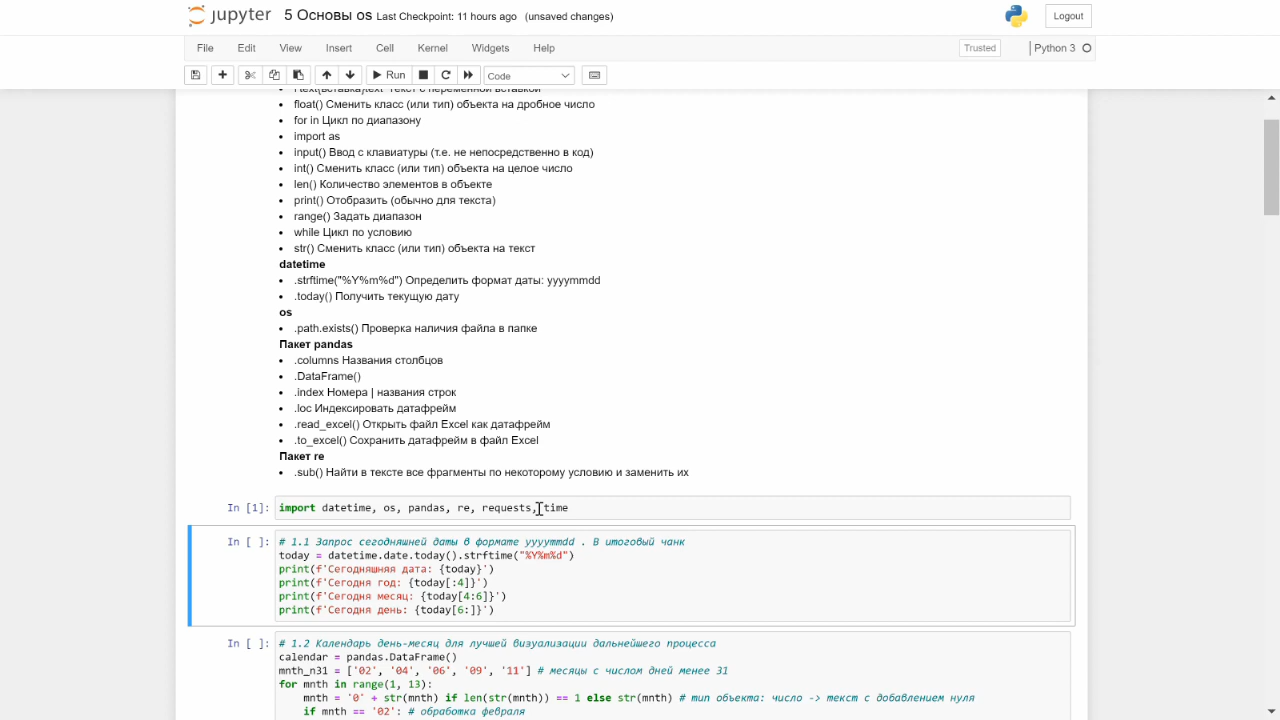 jupyter 5 Основы os Last Checkpoint: 11 hours ago (unsaved changes) Logout
File Edit View Insert Cell Kernel Widgets Help Trusted Python 3
Run Code
float() Сменить класс (или тип) объекта на дробное число
for in Цикл по диапазону
import as
input() Ввод с клавиатуры (т.е. не непосредственно в код)
int() Сменить класс (или тип) объекта на целое число
len() Количество элементов в объекте
print() Отобразить (обычно для текста)
range() Задать диапазон
while Цикл по условию
str() Сменить класс (или тип) объекта на текст
datetime
.strftime("%Y%m%d") Определить формат даты: yyyymmdd
.today() Получить текущую дату
os
.path.exists() Проверка наличия файла в папке
Пакет pandas
.columns Названия столбцов
.DataFrame()
.index Номера | названия строк
.loc Индексировать датафрейм
.read_excel() Открыть файл Excel как датафрейм
.to_excel() Сохранить датафрейм в файл Excel
Пакет re
.sub() Найти в тексте все фрагменты по некоторому условию и заменить их
In [1]: import datetime, os, pandas, re, requests, time
In [ ]: # 1.1 Запрос сегодняшней даты в формате yyyymmdd . В итоговый чанк
today = datetime.date.today().strftime("%Y%m%d")
print(f'Сегодняшняя дата: {today}')
print(f'Сегодня год: {today[:4]}')
print(f'Сегодня месяц: {today[4:6]}')
print(f'Сегодня день: {today[6:]}')
In [ ]: # 1.2 Календарь день-месяц для лучшей визуализации дальнейшего процесса
calendar = pandas.DataFrame()
mnth_n31 = ['02', '04', '06', '09', '11'] # месяцы с числом дней менее 31
for mnth in range(1, 13):
mnth = '0' + str(mnth) if len(str(mnth)) == 1 else str(mnth) # тип объекта: число -> текст с добавлением нуля
if mnth == '02': # обработка февраля